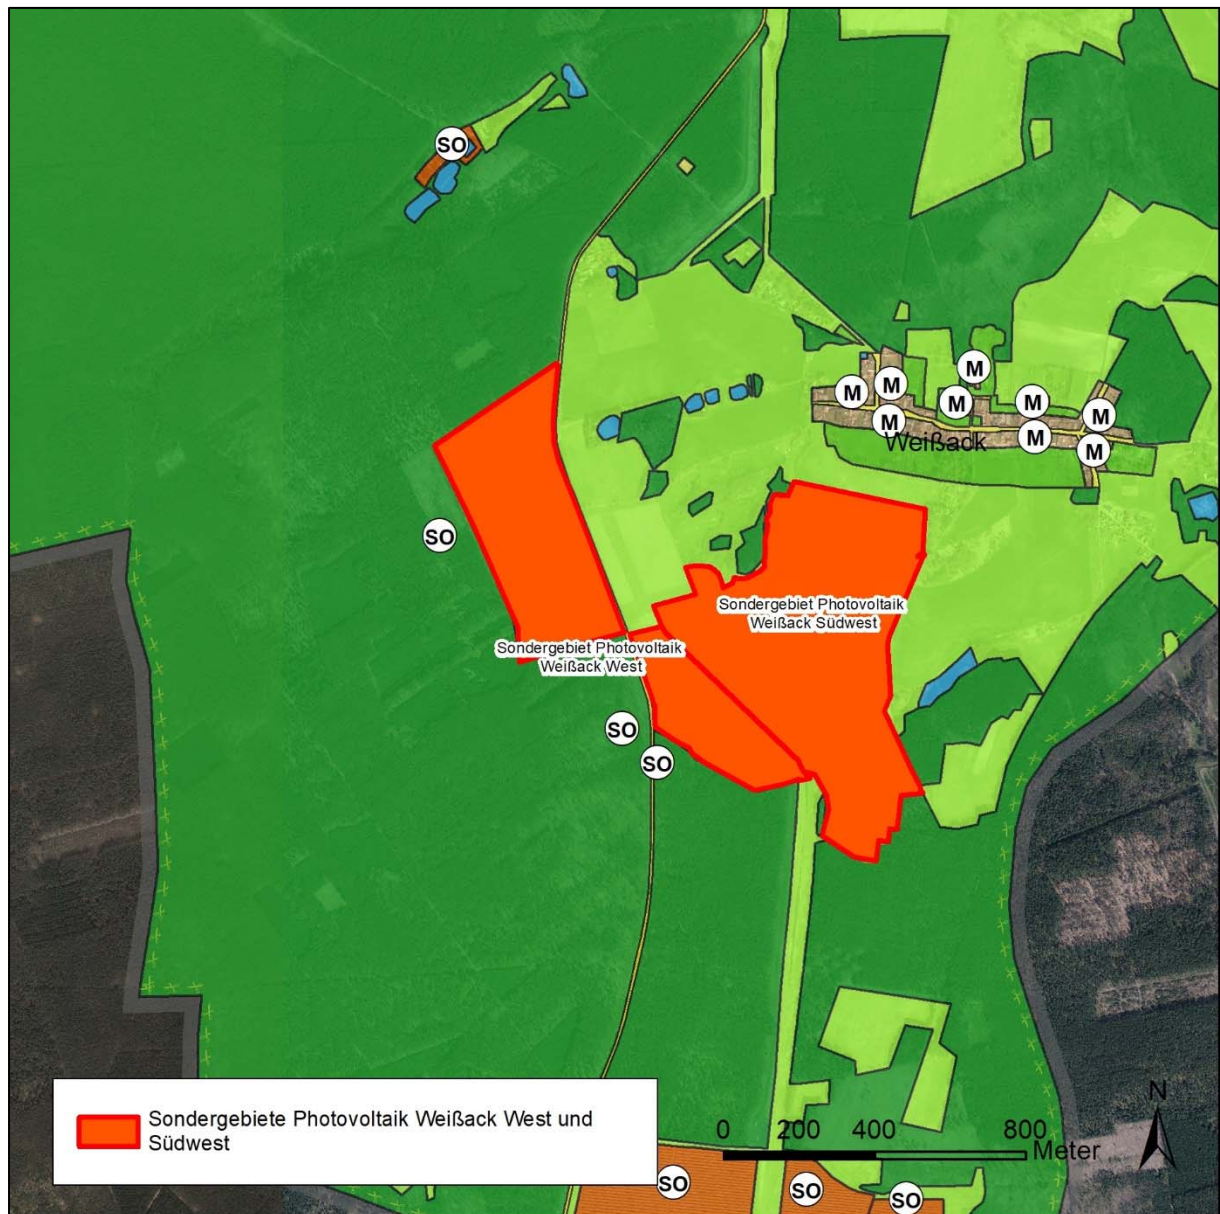 SO
M
M
M
M
M
M
M
M
M
Weißack
SO
Sondergebiet Photovoltaik
Weißack Südwest
Sondergebiet Photovoltaik
Weißack West
SO
SO
Sondergebiete Photovoltaik Weißack West und
Südwest
N
0 200 400 800
Meter
SO
SO
SO